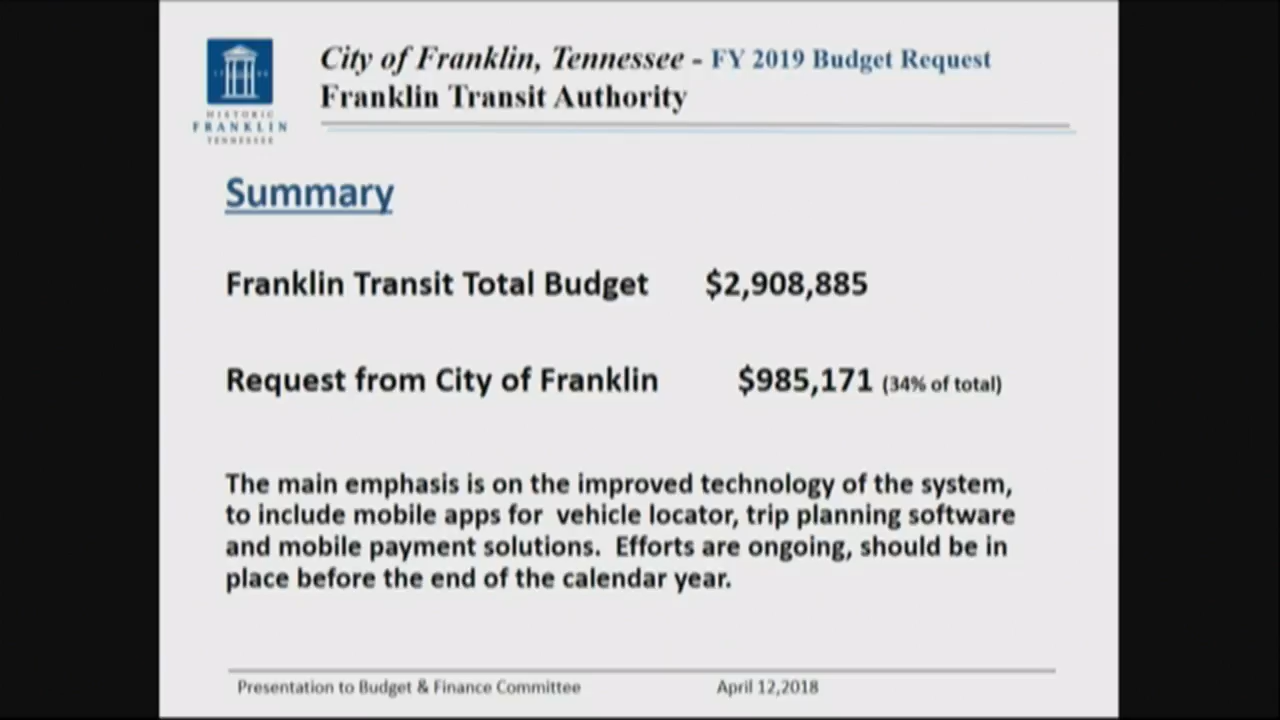 City of Franklin, Tennessee - FY 2019 Budget Request
Franklin Transit Authority
HISTORIC
FRANKLIN
TENNESSEE
Summary
Franklin Transit Total Budget $2,908,885
Request from City of Franklin $985,171 (34% of total)
The main emphasis is on the improved technology of the system,
to include mobile apps for vehicle locator, trip planning software
and mobile payment solutions. Efforts are ongoing, should be in
place before the end of the calendar year.
Presentation to Budget & Finance Committee April 12,2018